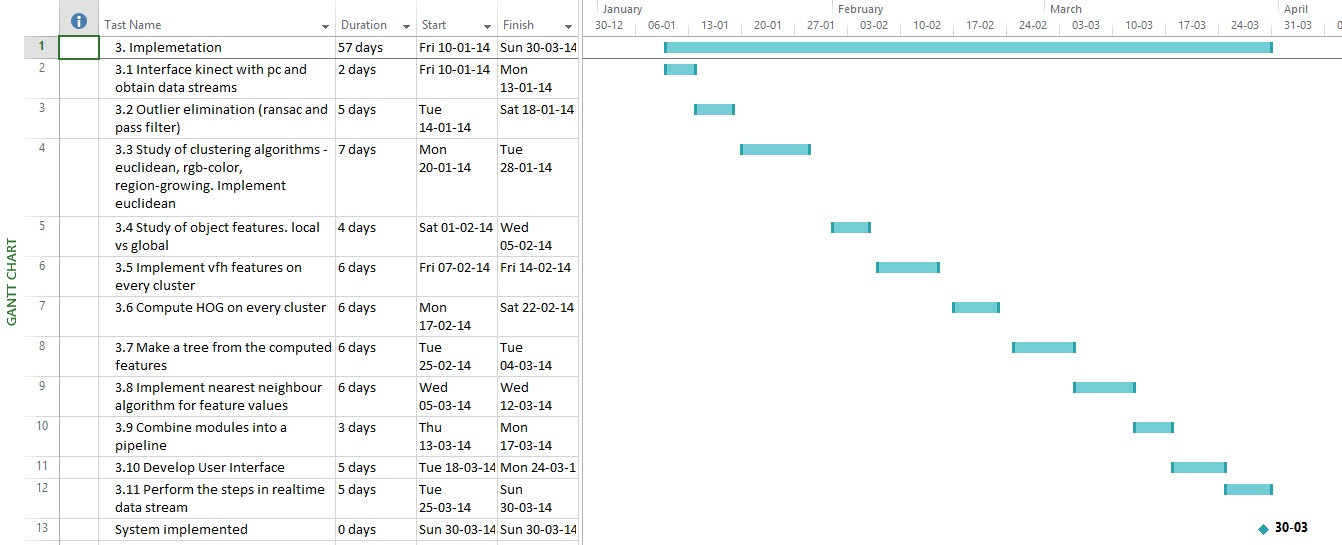 January February March April
30-12 06-01 13-01 20-01 27-01 03-02 10-02 17-02 24-02 03-03 10-03 17-03 24-03 31-03 0
Tast Name Duration Start Finish
1 3. Implemetation 57 days Fri 10-01-14 Sun 30-03-14
2 3.1 Interface kinect with pc and 2 days Fri 10-01-14 Mon
obtain data streams 13-01-14
3 3.2 Outlier elimination (ransac and 5 days Tue Sat 18-01-14
pass filter) 14-01-14
4 3.3 Study of clustering algorithms - 7 days Mon Tue
euclidean, rgb-color, 20-01-14 28-01-14
region-growing. Implement
euclidean
5 3.4 Study of object features. local 4 days Sat 01-02-14 Wed
vs global 05-02-14
6 3.5 Implement vfh features on 6 days Fri 07-02-14 Fri 14-02-14
every cluster
7 3.6 Compute HOG on every cluster 6 days Mon Sat 22-02-14
17-02-14
8 3.7 Make a tree from the computed 6 days Tue Tue
features 25-02-14 04-03-14
9 3.8 Implement nearest neighbour 6 days Wed Wed
algorithm for feature values 05-03-14 12-03-14
10 3.9 Combine modules into a 3 days Thu Mon
pipeline 13-03-14 17-03-14
11 3.10 Develop User Interface 5 days Tue 18-03-14 Mon 24-03-1
12 3.11 Perform the steps in realtime 5 days Tue Sun
data stream 25-03-14 30-03-14
13 System implemented 0 days Sun 30-03-14 Sun 30-03-14
30-03
GANTT CHART